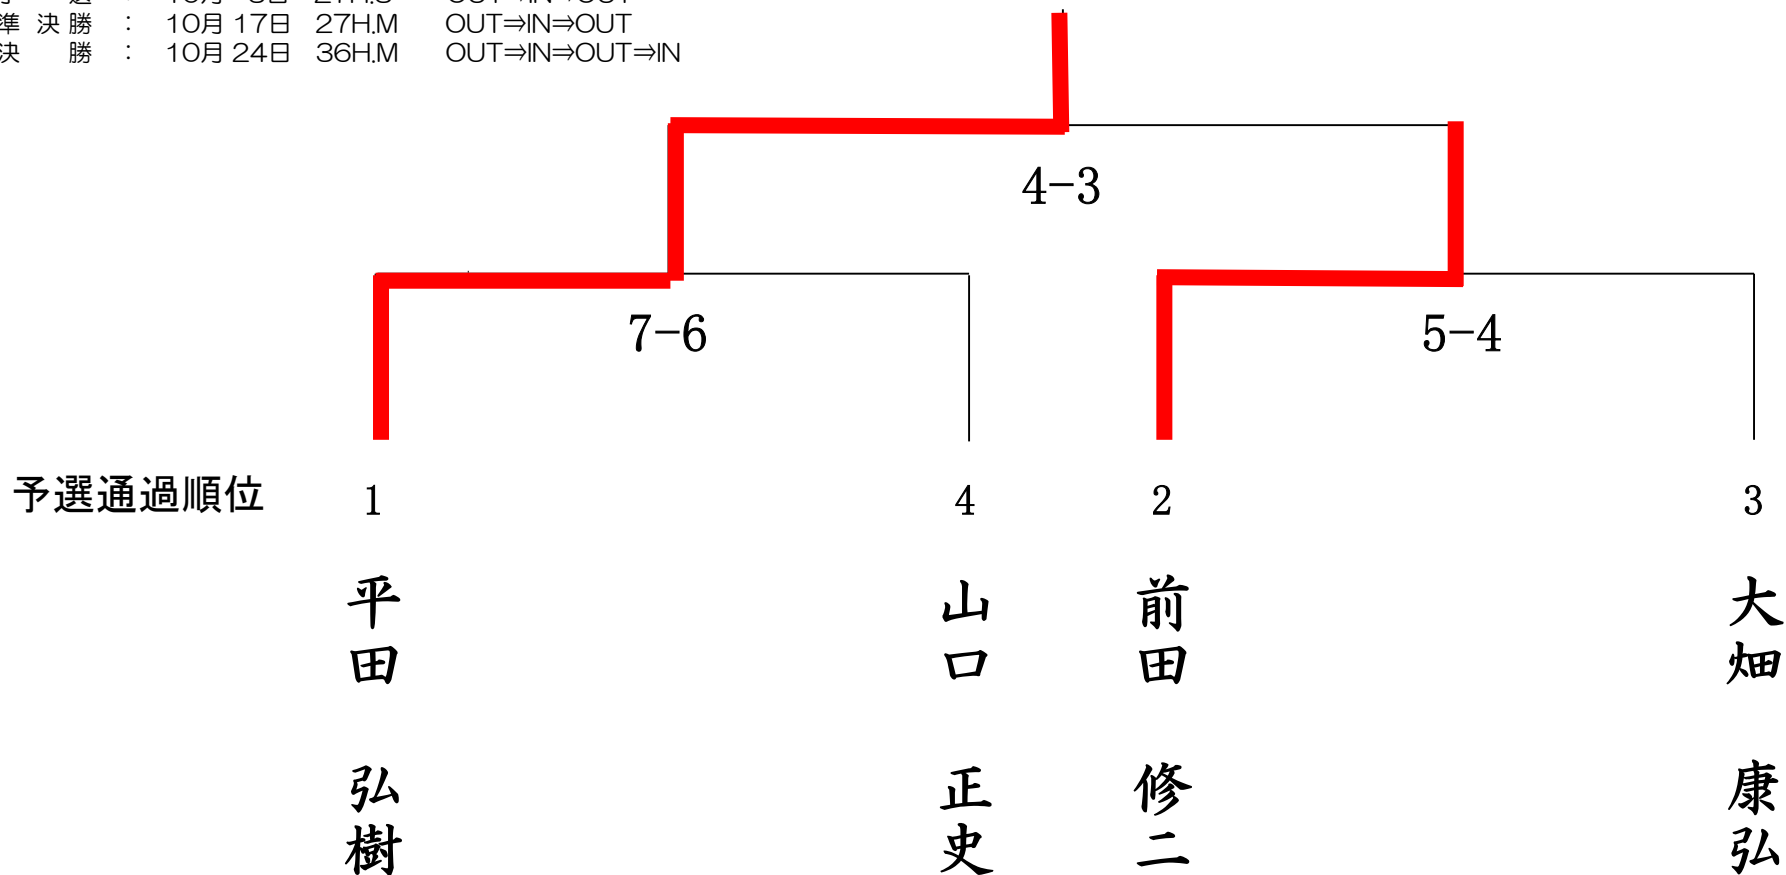 準決勝 : 10月17日 27H.M OUT⇒IN⇒OUT
決 勝 : 10月24日 36H.M OUT⇒IN⇒OUT⇒IN
4-3
7-6 5-4
予選通過順位 1 4 2 3
平田 弘樹
山口 正史
前田 修二
大畑 康弘